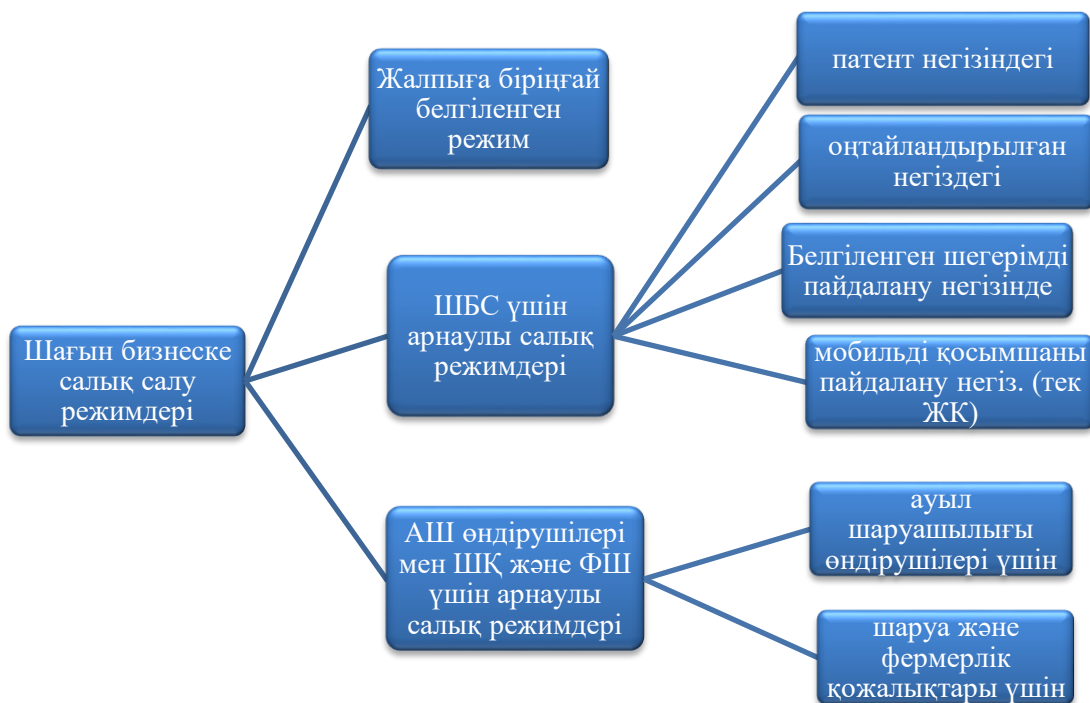 Шағын бизнеске
салық салу
режимдері
Жалпыға біріңғай
белгіленген
режим
ШБС үшін
арнаулы салық
режимдері
патент негізіндегі
оңтайландырылған
негіздегі
Белгіленген шегерімді
пайдалану негізінде
мобильді қосымшаны
пайдалану негіз. (тек
ЖК)
АШ өндірушілері
мен ШҚ және ФШ
үшін арнаулы
салық режимдері
ауыл
шаруашылығы
өндірушілері үшін
шаруа және
фермерлік
қожалықтары үшін